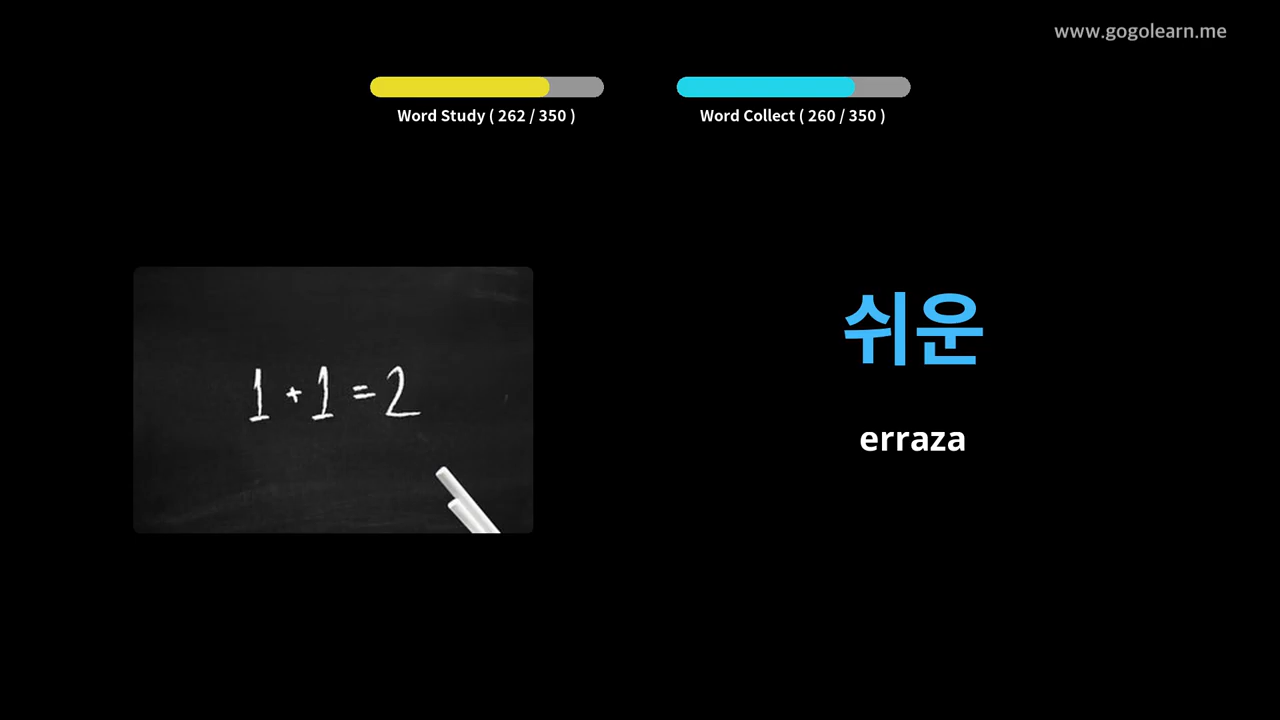 www.gogolearn.me
Word Study ( 262 / 350 )
Word Collect ( 260 / 350 )
1 + 1 = 2
쉬운
erraza